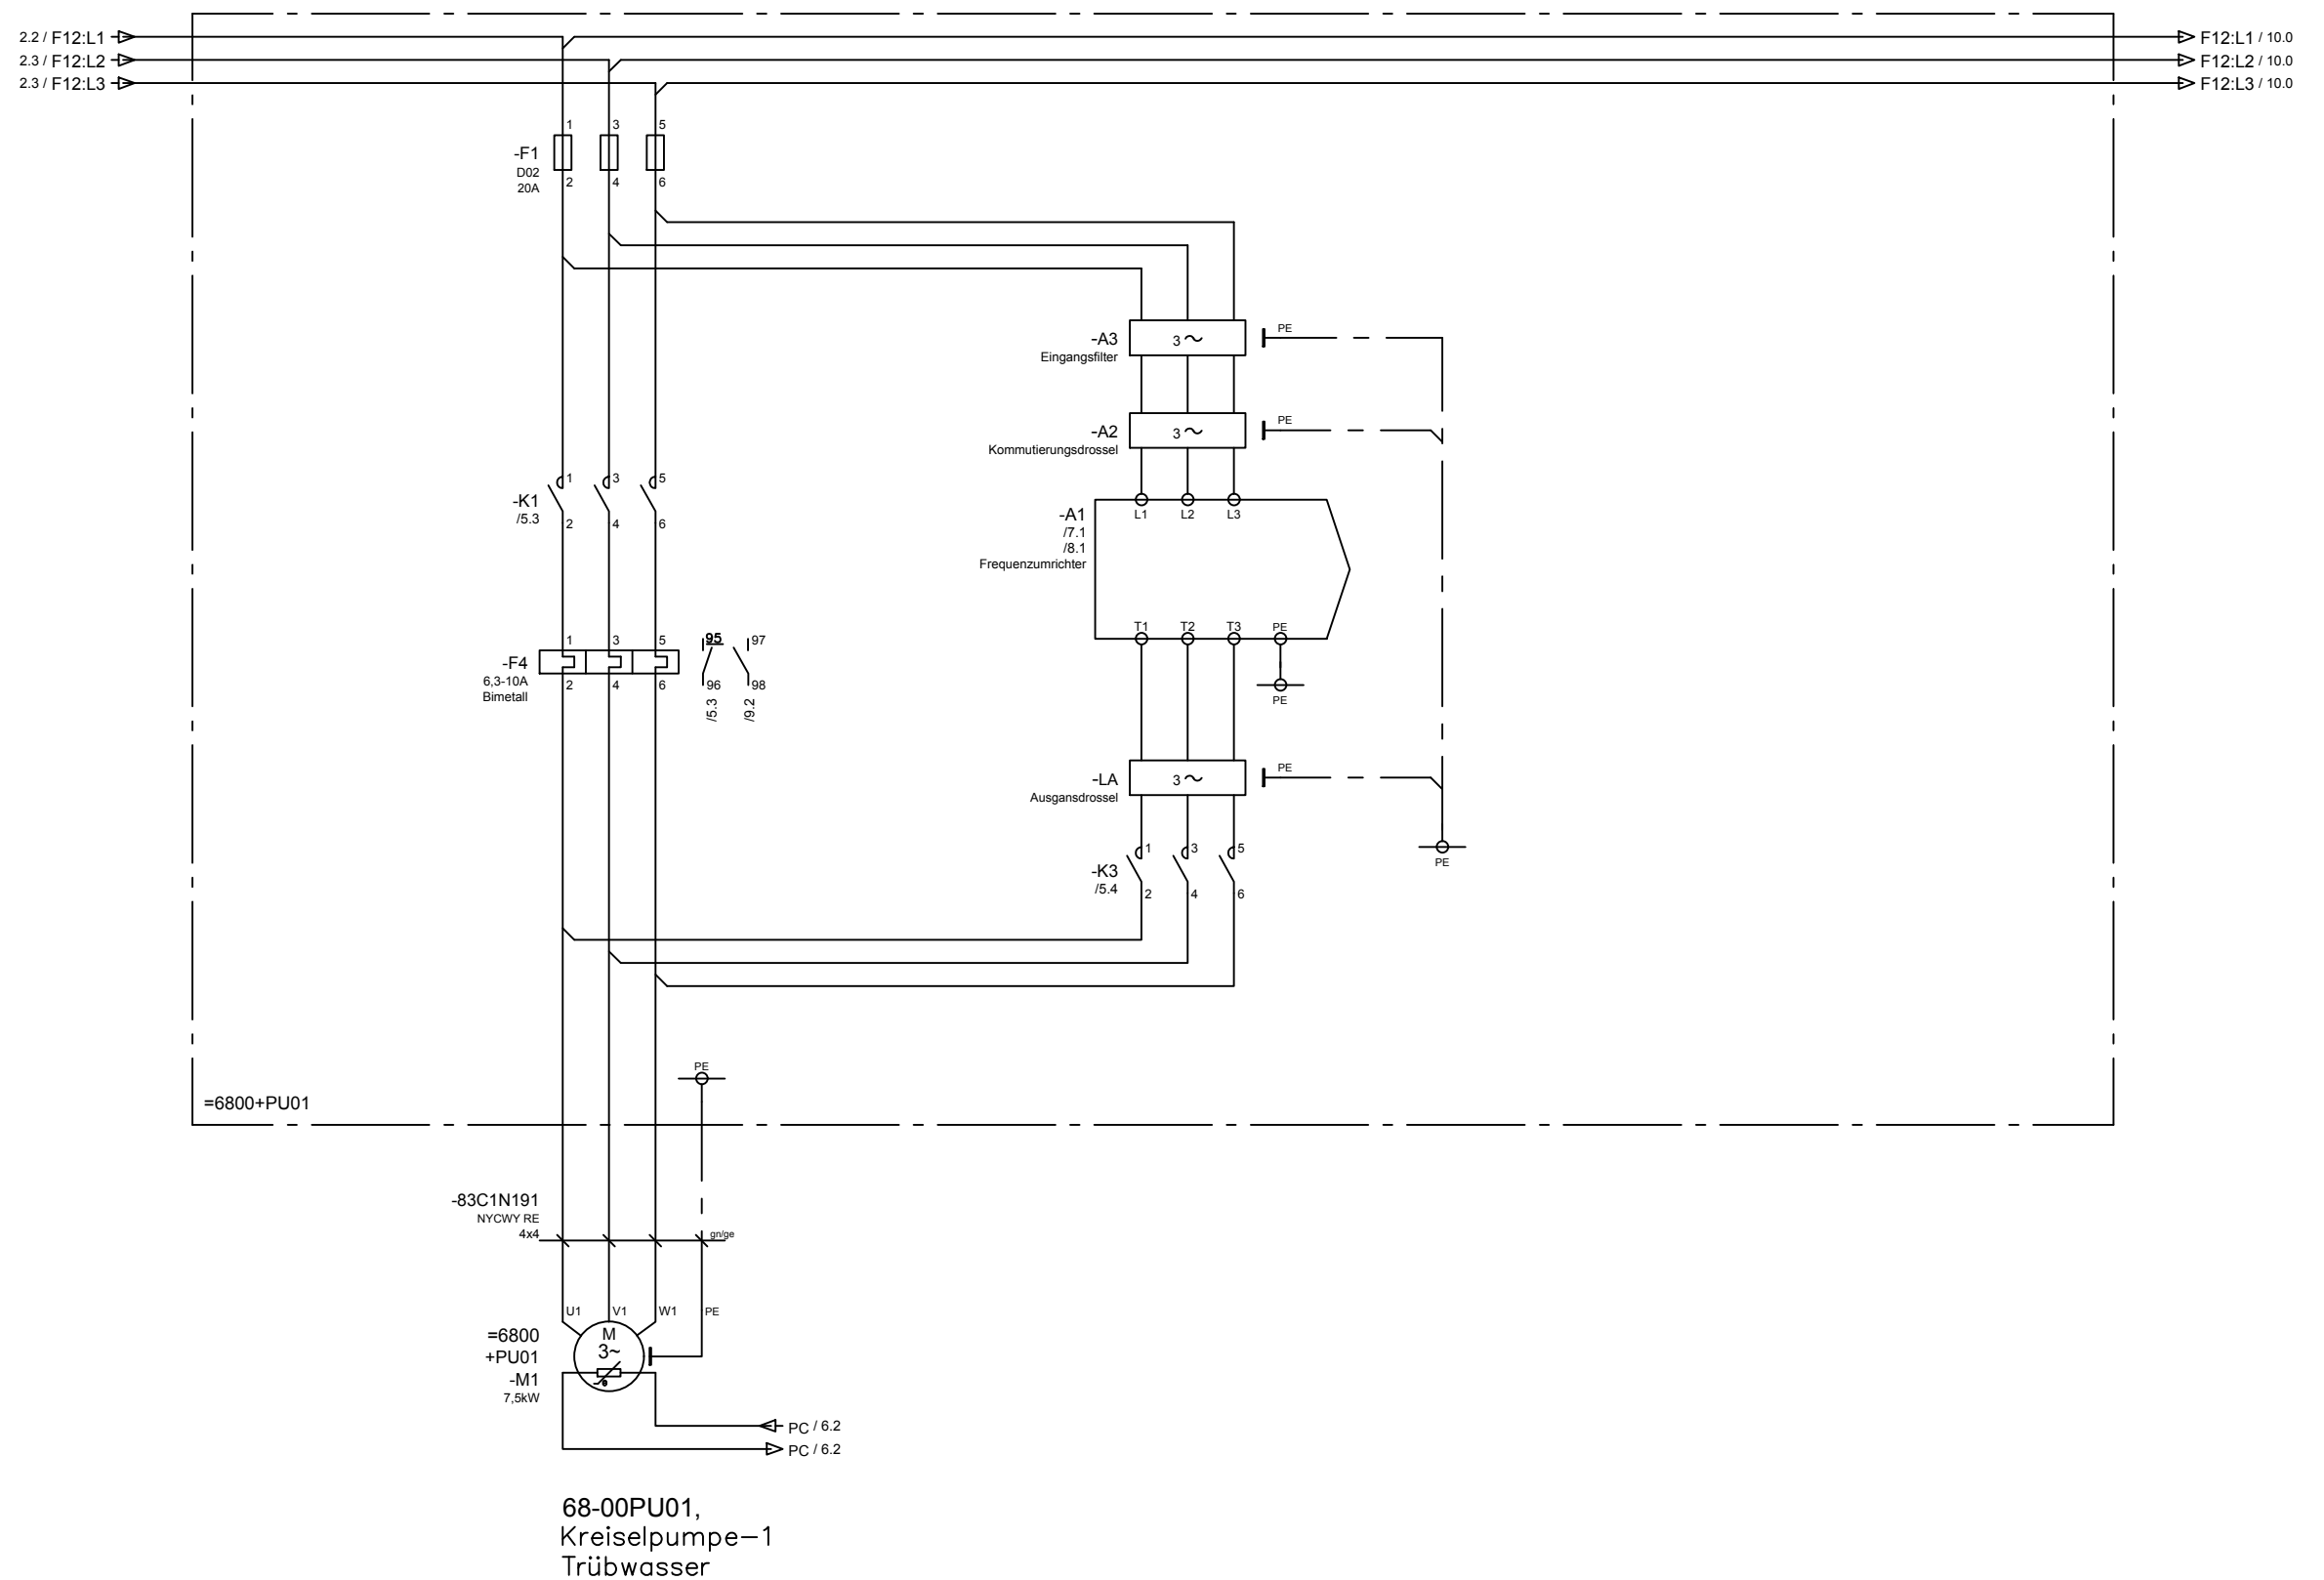 2.2 / F12:L1
F12:L1 / 10.0
2.3 / F12:L2
F12:L2 / 10.0
2.3 / F12:L3
F12:L3 / 10.0
1 3 5
-F1
D02
20A
2 4 6
-A3
Eingangsfilter
3
PE
-A2
Kommutierungsdrossel
3
PE
-K1
/5.3
1 3 5
2 4 6
-A1
/7.1
/8.1
Frequenzumrichter
L1 L2 L3
T1 T2 T3 PE
PE
1 3 5
-F4
6,3-10A
Bimetall
2 4 6
95 97
96 98
/5.3 /9.2
-LA
Ausgansdrossel
3
PE
-K3
/5.4
1 3 5
2 4 6
PE
PE
=6800+PU01
-83C1N191
NYCWY RE
4x4
gn/ge
U1 V1 W1 PE
=6800
+PU01
-M1
7,5kW
M
3~
PC / 6.2
PC / 6.2
68-00PU01,
Kreiselpumpe-1
Trübwasser